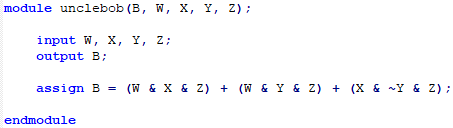 module unclebob(B, W, X, Y, Z);
input W, X, Y, Z;
output B;
assign B = (W & X & Z) + (W & Y & Z) + (X & ~Y & Z);
endmodule